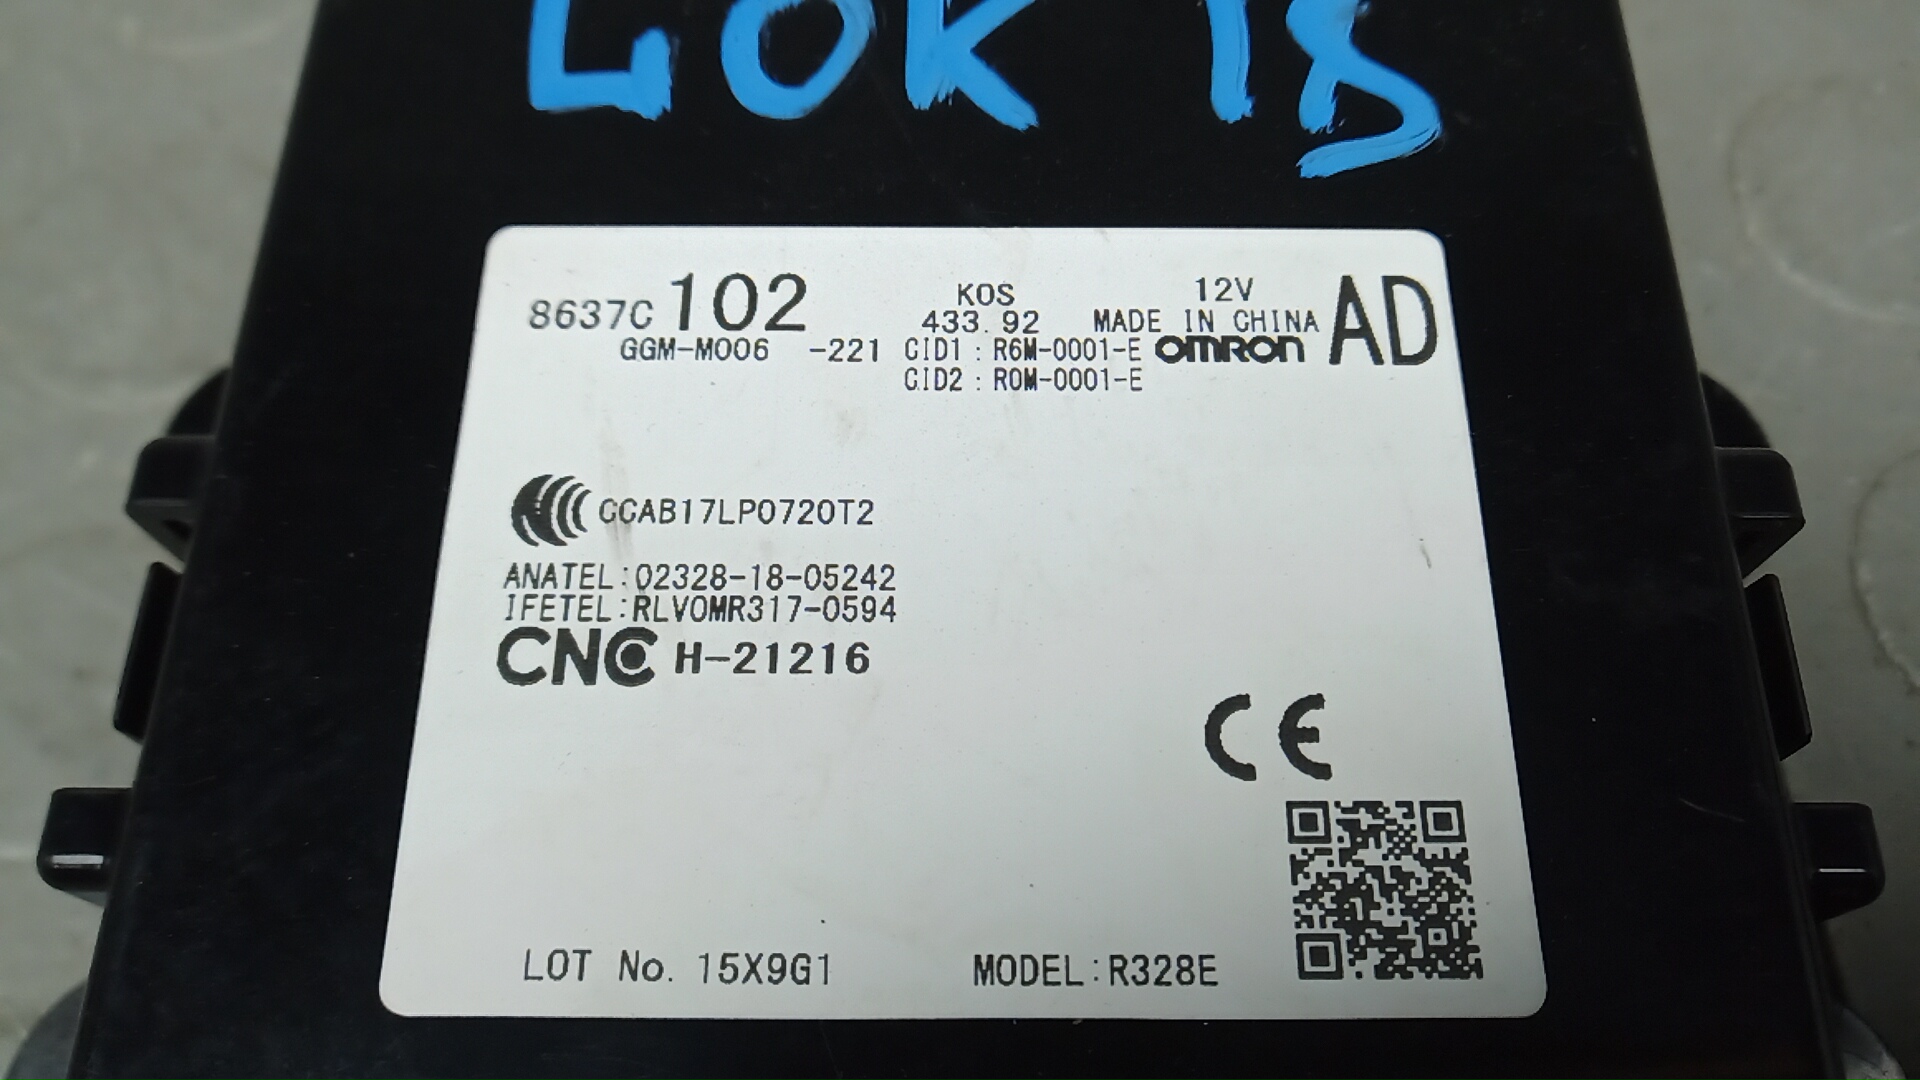 40K 18
8637C 102 KOS 12V AD
433.92 MADE IN CHINA
GGM-M006 -221 CID1 : R6M-0001-E OMRON
CID2 : R0M-0001-E
CCAB17LP0720T2
ANATEL:02328-18-05242
IFETEL:RLVOMR317-0594
CNC H-21216
CE
LOT No. 15X9G1 MODEL:R328E